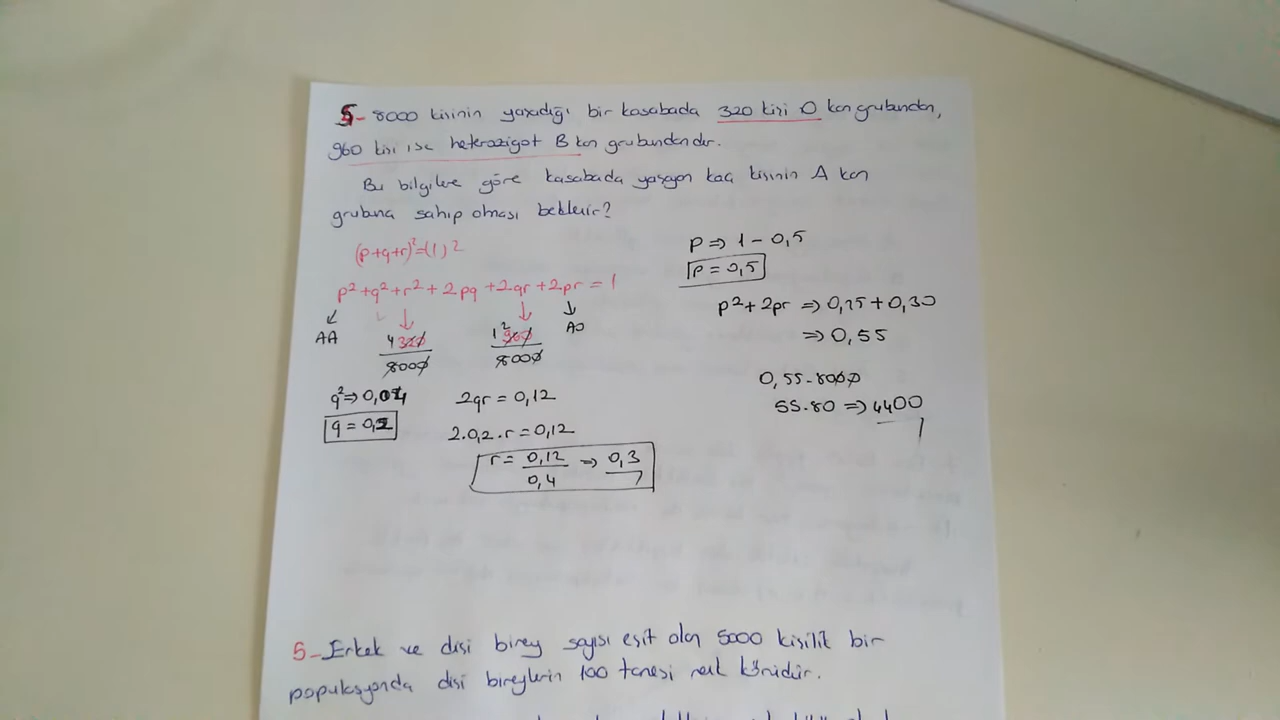 5- 8000 kişinin yaşadığı bir kasabada 320 kişi O kan grubundan,
960 kişi ise heterozigot B kan grubundandır.
Bu bilgilere göre kasabada yaşayan kaç kişinin A kan
grubuna sahip olması beklenir?
(p+q+r)²=(1)²
p²+q²+r²+2pq+2qr+2pr=1
AA
AO
4 320
8000
12 960
8000
q²⇒0,04
q=0,2
2qr=0,12
2.0,2.r=0,12
r= 0,12 ⇒ 0,3
0,4
p⇒1-0,5
p=0,5
p²+2pr⇒0,25+0,30
⇒0,55
0,55.8000
55.80⇒4400
5- Erkek ve dişi birey sayısı eşit olan 5000 kişilik bir
populasyonda dişi bireylerin 100 tanesi renk körüdür.